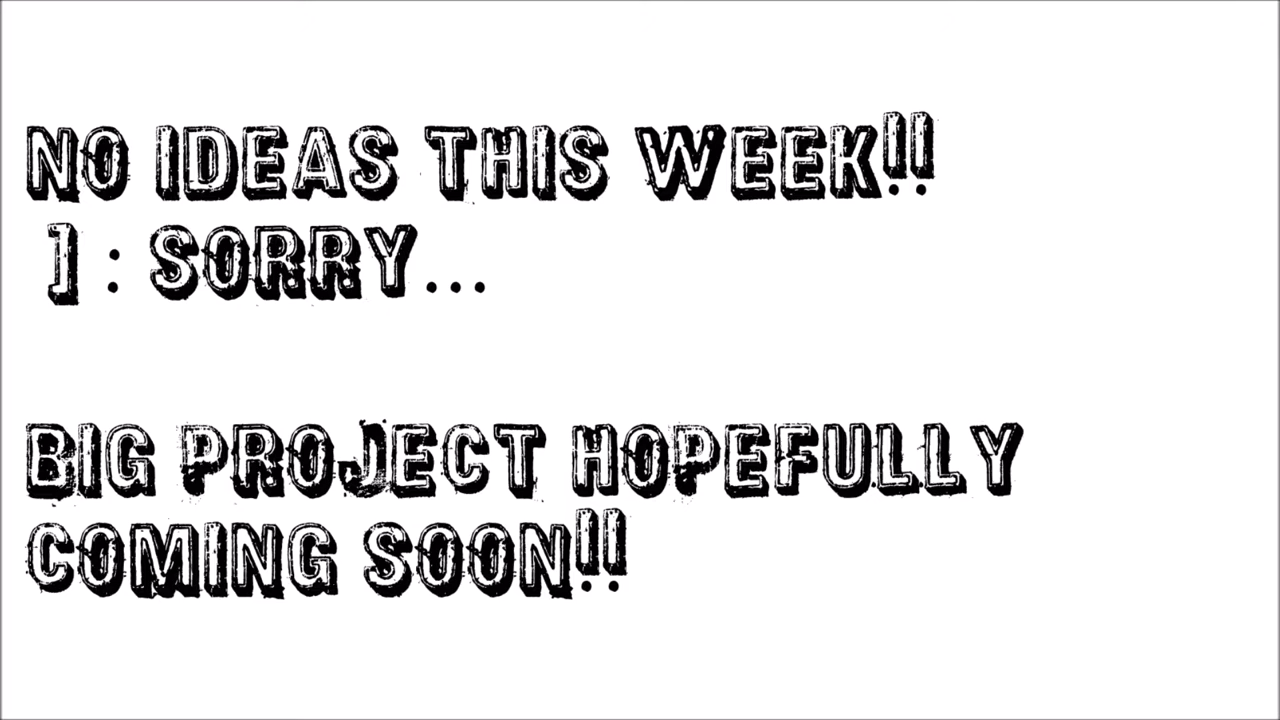 NO IDEAS THIS WEEK!!
] : SORRY...
BIG PROJECT HOPEFULLY
COMING SOON!!